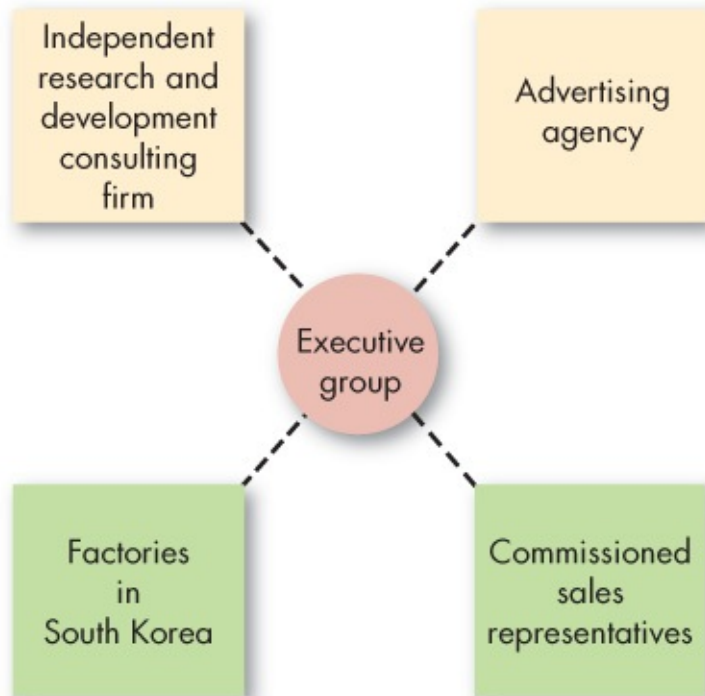 Independent
research and
development
consulting
firm
Advertising
agency
Executive
group
Factories
in
South Korea
Commissioned
sales
representatives